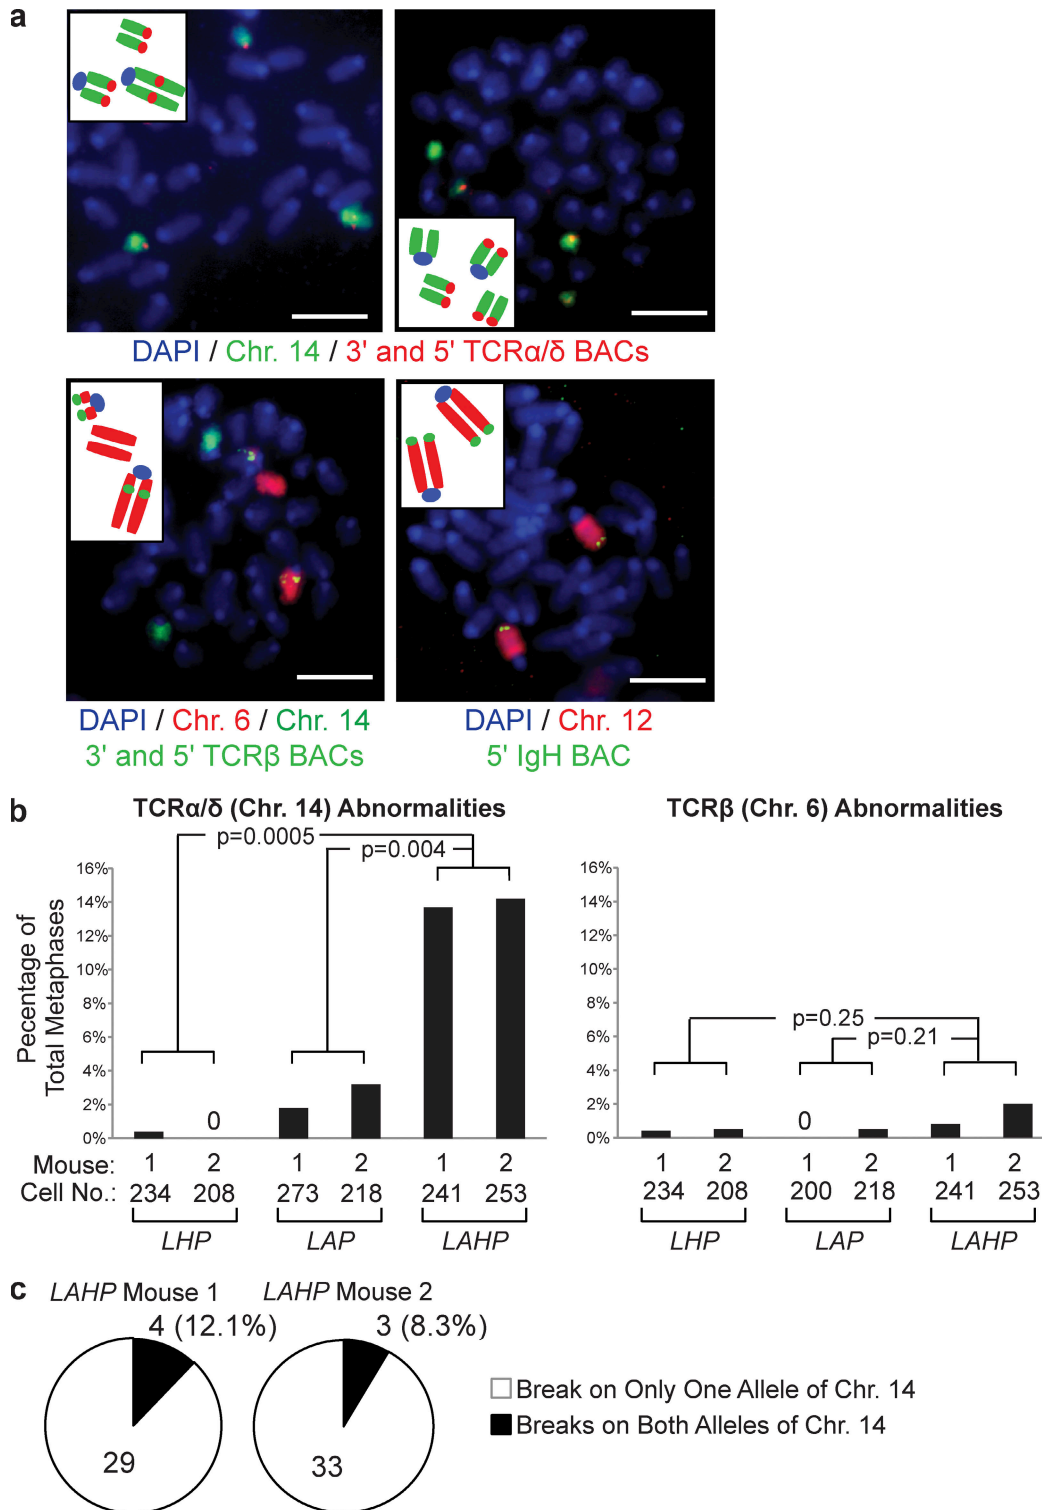 a
DAPI / Chr. 14 / 3' and 5' TCRα/δ BACs
DAPI / Chr. 6 / Chr. 14
3' and 5' TCRβ BACs
DAPI / Chr. 12
5' IgH BAC
b
TCRα/δ (Chr. 14) Abnormalities
p=0.0005
p=0.004
Pecentage of
Total Metaphases
16%
14%
12%
10%
8%
6%
4%
2%
0%
0
Mouse: 1 2 1 2 1 2
Cell No.: 234 208 273 218 241 253
LHP LAP LAHP
TCRβ (Chr. 6) Abnormalities
16%
14%
12%
10%
8%
6%
4%
2%
0%
p=0.25
p=0.21
0
1 2 1 2 1 2
234 208 200 218 241 253
LHP LAP LAHP
c
LAHP Mouse 1
4 (12.1%)
29
LAHP Mouse 2
3 (8.3%)
33
Break on Only One Allele of Chr. 14
Breaks on Both Alleles of Chr. 14